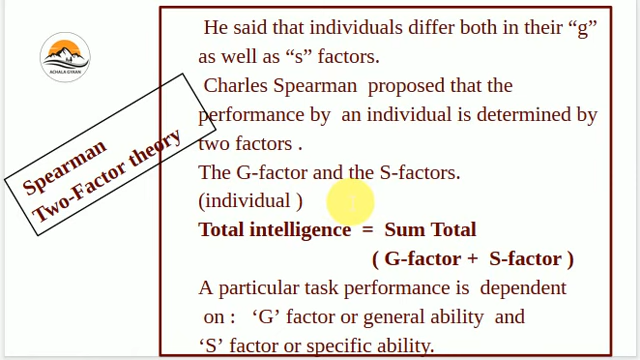 He said that individuals differ both in their “g”
as well as “s” factors.
Charles Spearman proposed that the
performance by an individual is determined by
two factors .
The G-factor and the S-factors.
(individual )
Total intelligence = Sum Total
( G-factor + S-factor )
A particular task performance is dependent
on : ‘G’ factor or general ability and
‘S’ factor or specific ability.
Spearman
Two-Factor theory
ACHALA GYAAN